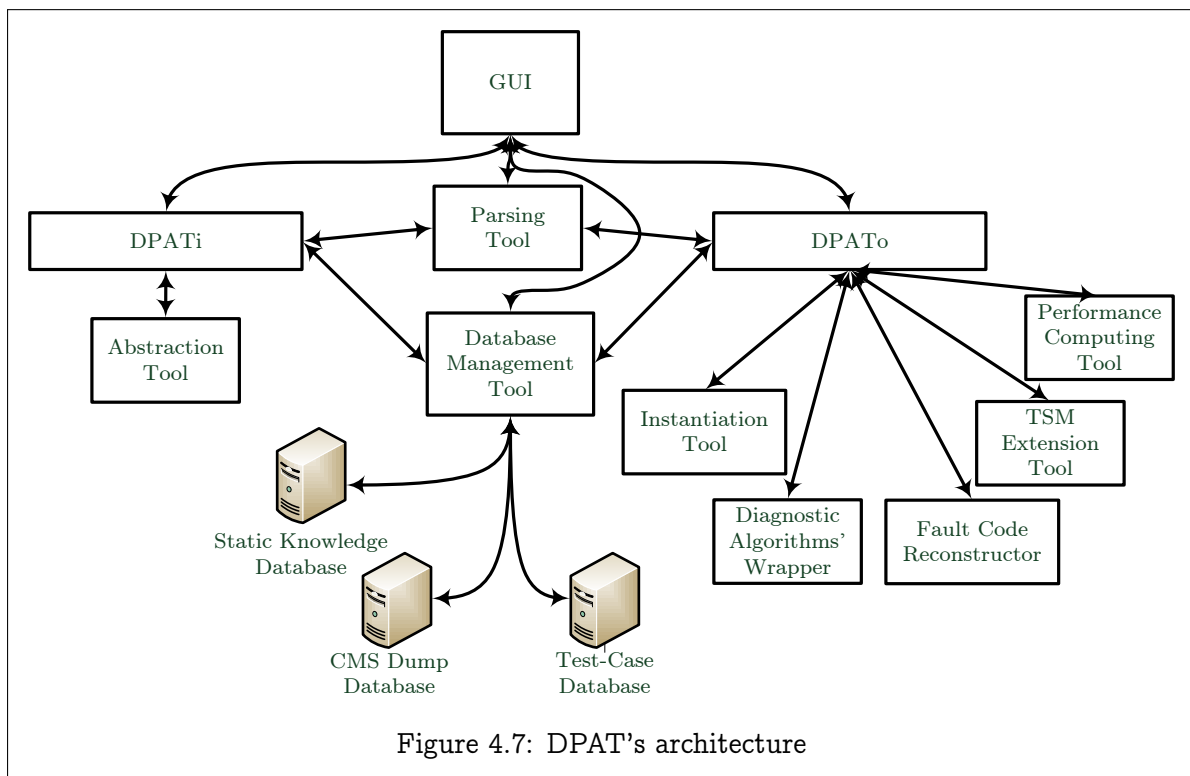 GUI
DPATi
Parsing
Tool
DPATo
Abstraction
Tool
Database
Management
Tool
Performance
Computing
Tool
Instantiation
Tool
TSM
Extension
Tool
Diagnostic
Algorithms'
Wrapper
Fault Code
Reconstructor
Static Knowledge
Database
CMS Dump
Database
Test-Case
Database
Figure 4.7: DPAT's architecture